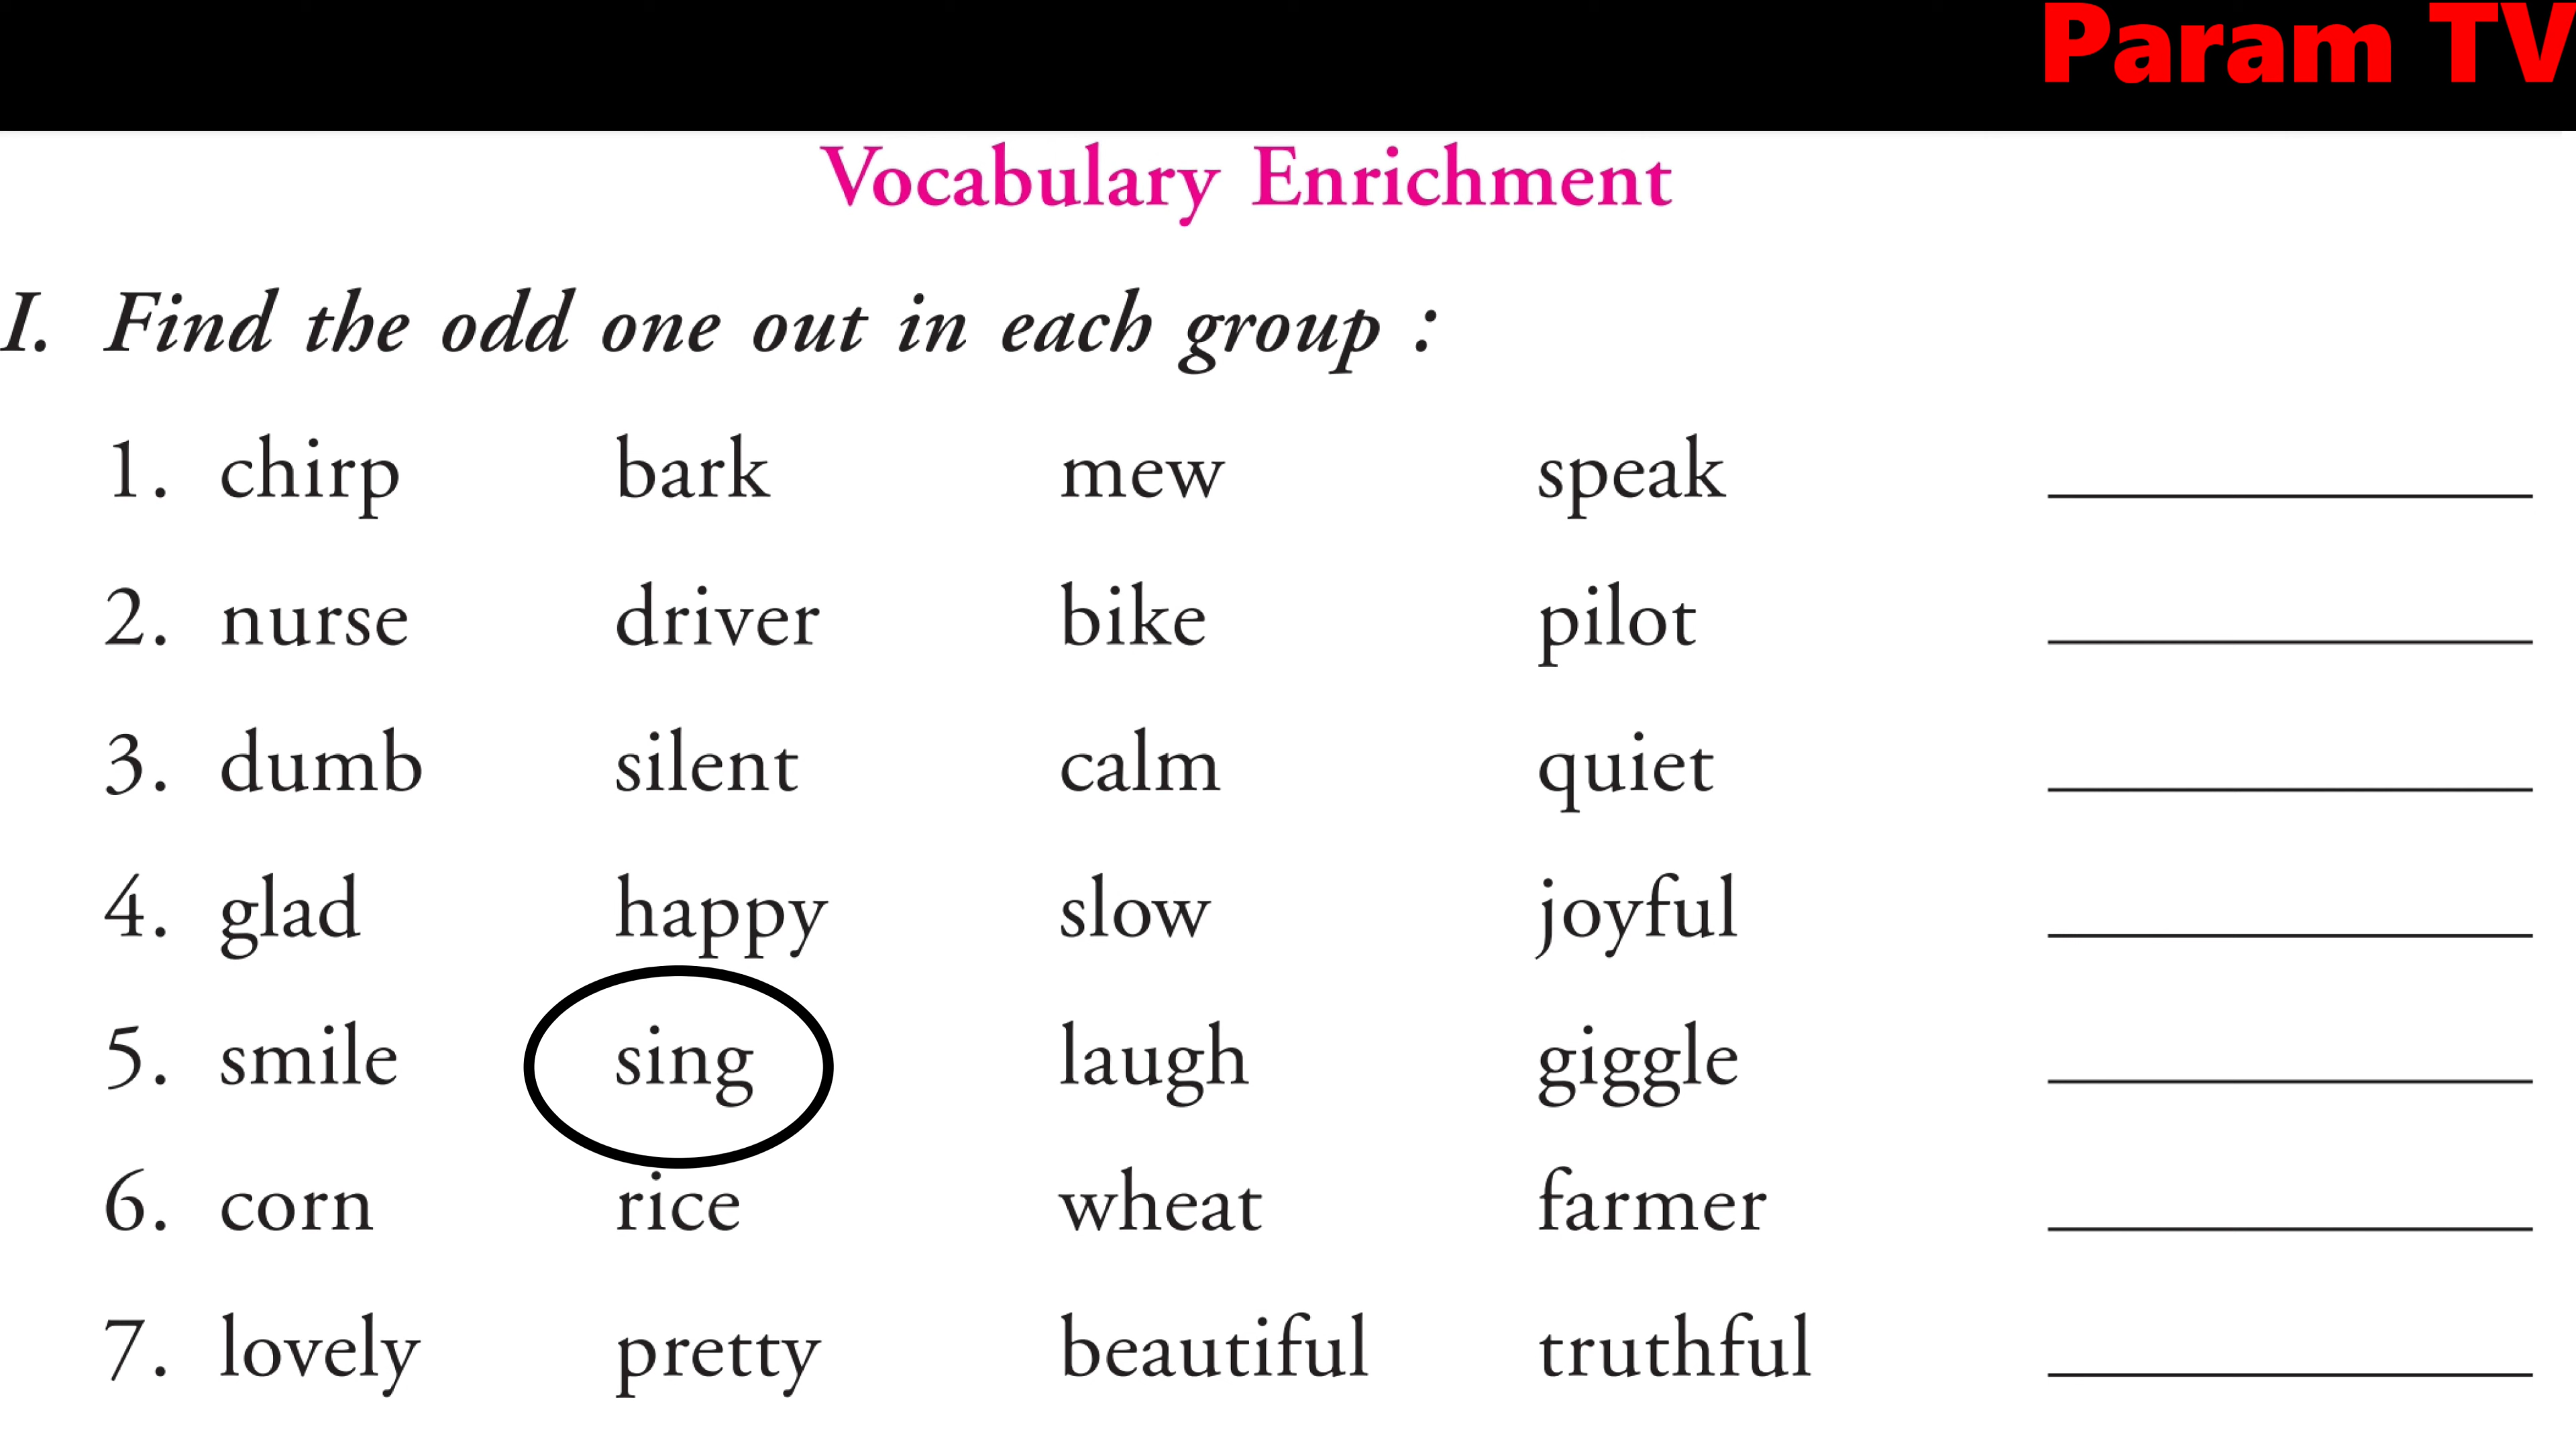 Param TV
Vocabulary Enrichment
I. Find the odd one out in each group :
1. chirp bark mew speak
2. nurse driver bike pilot
3. dumb silent calm quiet
4. glad happy slow joyful
5. smile sing laugh giggle
6. corn rice wheat farmer
7. lovely pretty beautiful truthful